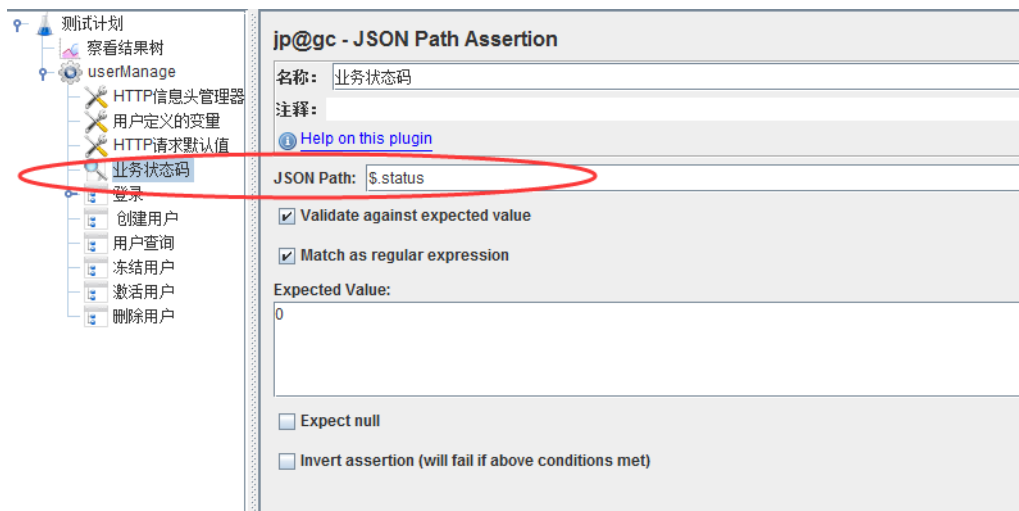 测试计划
察看结果树
userManage
HTTP信息头管理器
用户定义的变量
HTTP请求默认值
业务状态码
登录
创建用户
用户查询
冻结用户
激活用户
删除用户
jp@gc - JSON Path Assertion
名称： 业务状态码
注释：
Help on this plugin
JSON Path: $.status
Validate against expected value
Match as regular expression
Expected Value:
0
Expect null
Invert assertion (will fail if above conditions met)